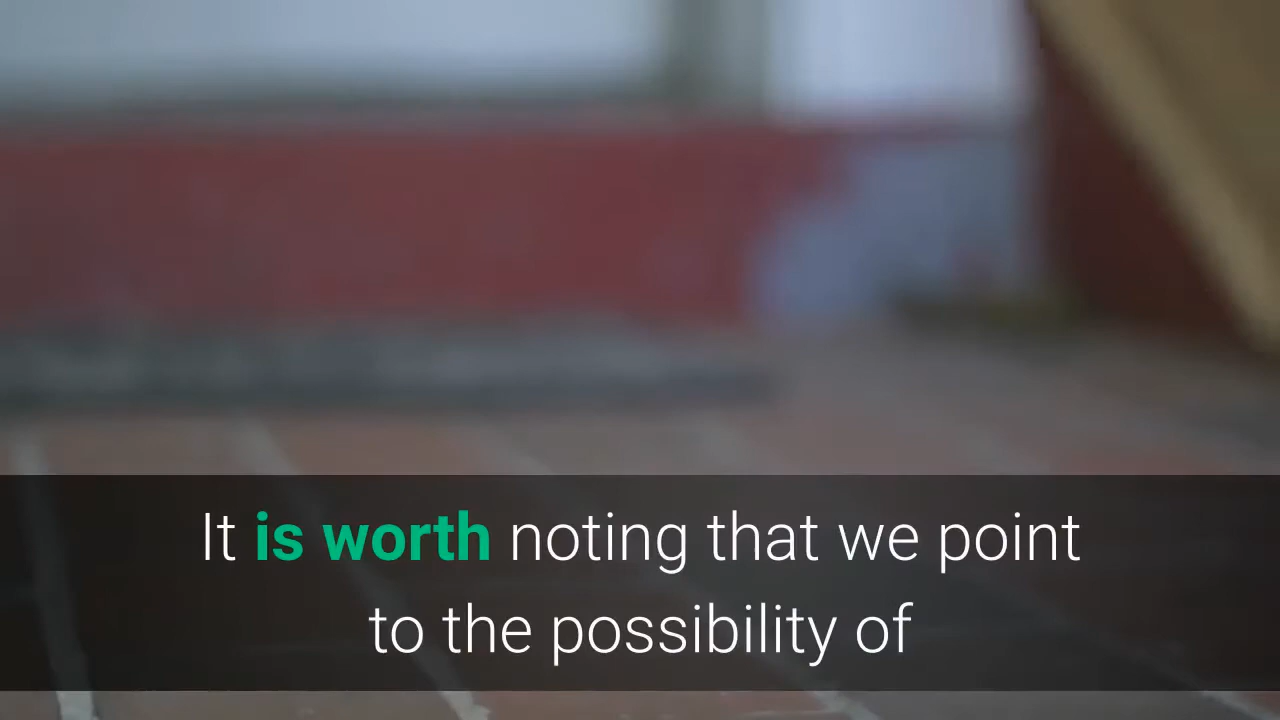 It is worth noting that we point
to the possibility of